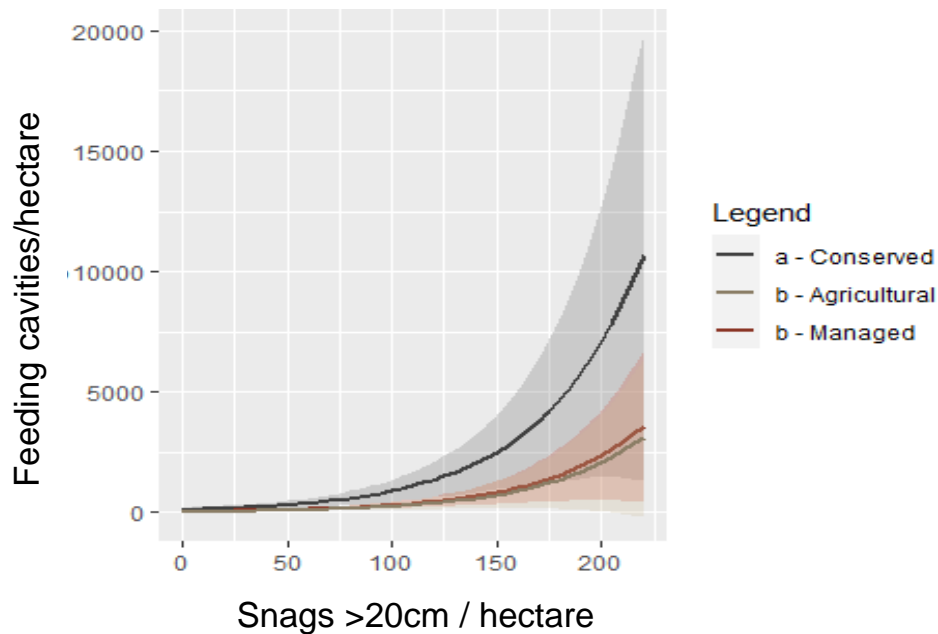 Feeding cavities/hectare
20000
15000
10000
5000
0
0 50 100 150 200
Snags >20cm / hectare
Legend
a - Conserved
b - Agricultural
b - Managed